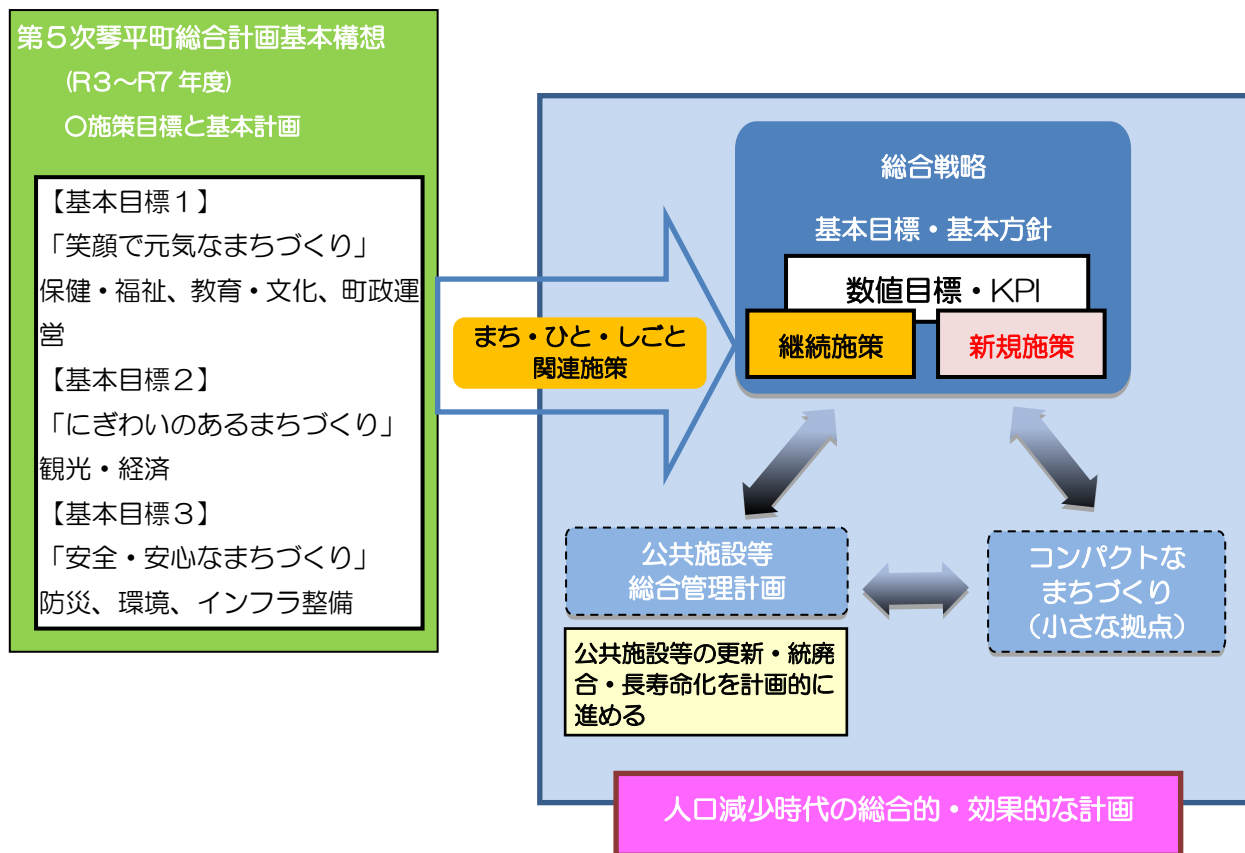 第５次琴平町総合計画基本構想
(R３～R７年度)
〇施策目標と基本計画
【基本目標１】
「笑顔で元気なまちづくり」
保健・福祉、教育・文化、町政運
営
【基本目標２】
「にぎわいのあるまちづくり」
観光・経済
【基本目標３】
「安全・安心なまちづくり」
防災、環境、インフラ整備
まち・ひと・しごと
関連施策
総合戦略
基本目標・基本方針
数値目標・KPI
継続施策
新規施策
公共施設等
総合管理計画
コンパクトな
まちづくり
（小さな拠点）
公共施設等の更新・統廃
合・長寿命化を計画的に
進める
人口減少時代の総合的・効果的な計画